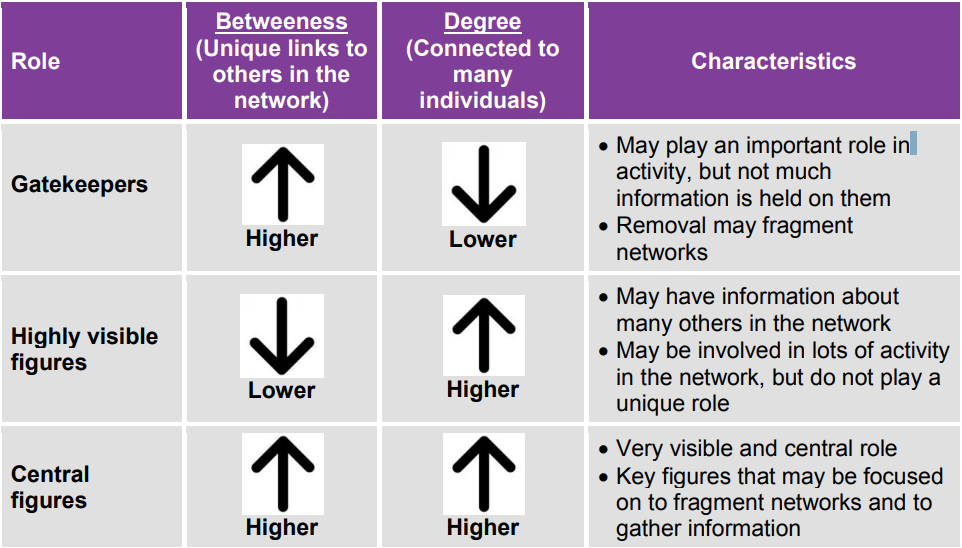 Role
Betweeness
(Unique links to
others in the
network)
Degree
(Connected to
many
individuals)
Characteristics
Gatekeepers
Higher
Lower
• May play an important role in
activity, but not much
information is held on them
• Removal may fragment
networks
Highly visible
figures
Lower
Higher
• May have information about
many others in the network
• May be involved in lots of activity
in the network, but do not play a
unique role
Central
figures
Higher
Higher
• Very visible and central role
• Key figures that may be focused
on to fragment networks and to
gather information